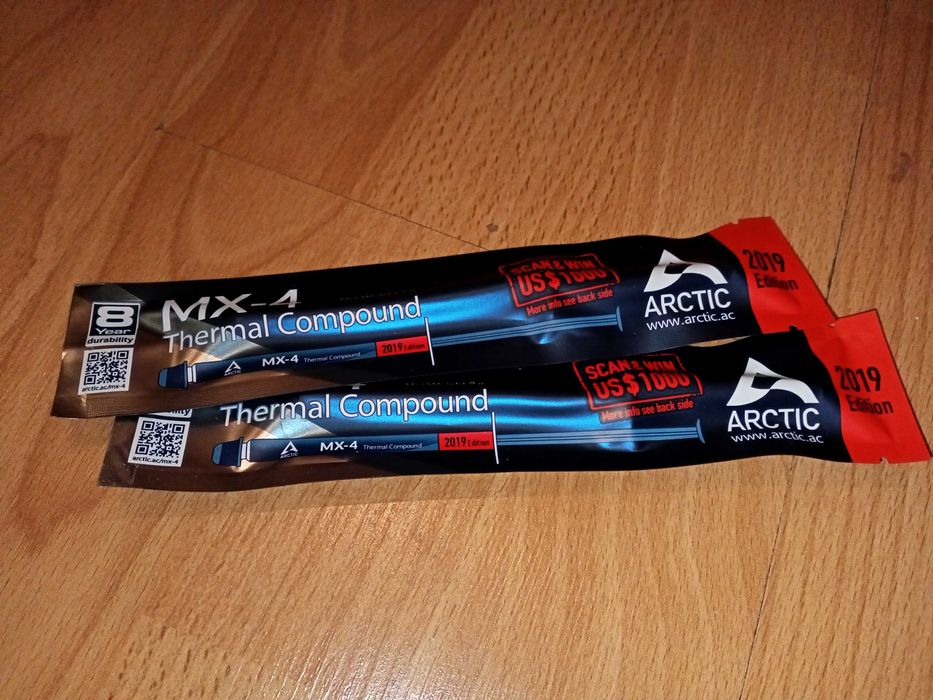 8
Year
durability
arctic.ac/mx-4
MX-4
Thermal Compound
ARCTIC
MX-4 Thermal Compound 2019 Edition
SCAN & WIN
US$1000
More info see back side
ARCTIC
www.arctic.ac
2019
Edition
arctic.ac/mx-4
Thermal Compound
ARCTIC
MX-4 Thermal Compound 2019 Edition
SCAN & WIN
US$1000
More info see back side
ARCTIC
www.arctic.ac
2019
Edition